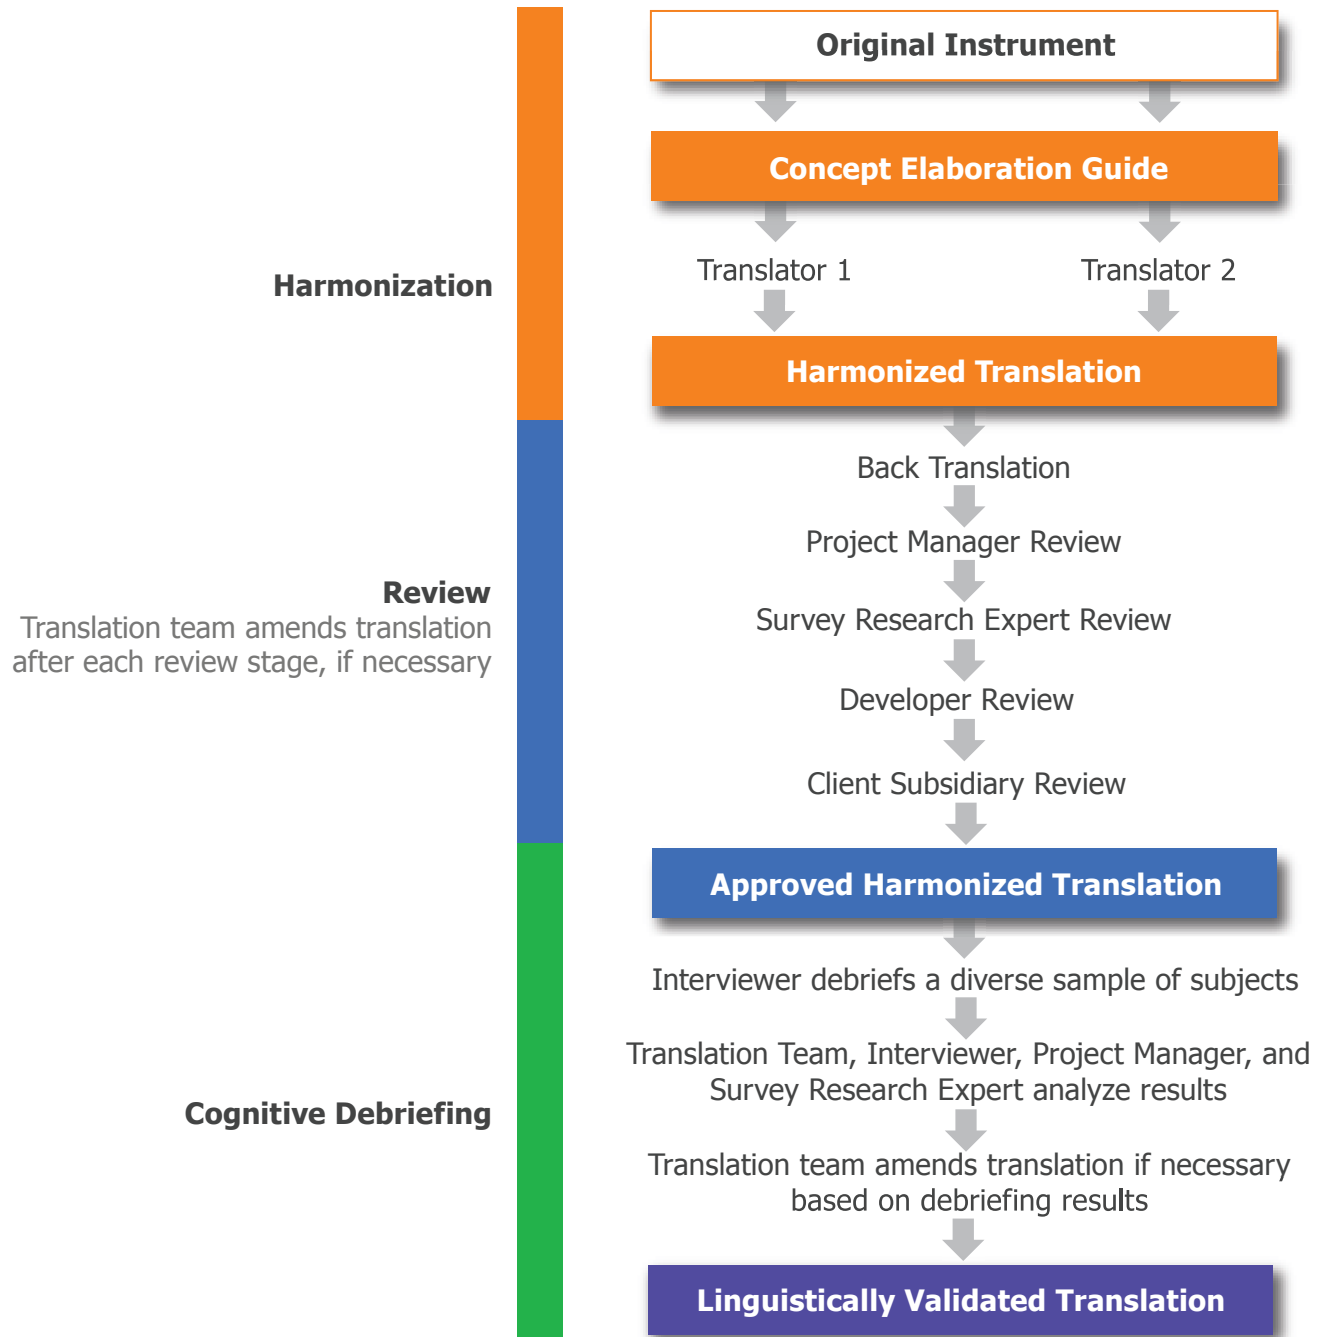 Original Instrument
Concept Elaboration Guide
Translator 1
Translator 2
Harmonization
Harmonized Translation
Back Translation
Project Manager Review
Review
Translation team amends translation
after each review stage, if necessary
Survey Research Expert Review
Developer Review
Client Subsidiary Review
Approved Harmonized Translation
Interviewer debriefs a diverse sample of subjects
Translation Team, Interviewer, Project Manager, and
Survey Research Expert analyze results
Cognitive Debriefing
Translation team amends translation if necessary
based on debriefing results
Linguistically Validated Translation